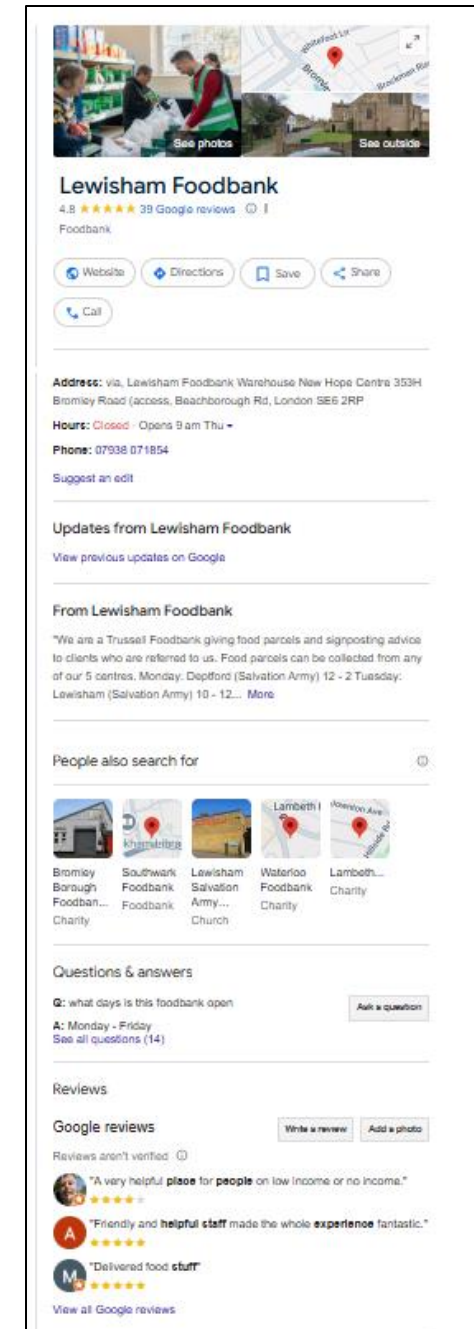 Whitefoot Ln
See photos
See outside
Lewisham Foodbank
4.8 ★★★★★ 39 Google reviews
Foodbank
Website
Directions
Save
Share
Call
Address: via, Lewisham Foodbank Warehouse New Hope Centre 353H
Bromley Road (access, Beachborough Rd, London SE6 2RP
Hours: Closed · Opens 9 am Thu
Phone: 07938 071854
Suggest an edit
Updates from Lewisham Foodbank
View previous updates on Google
From Lewisham Foodbank
"We are a Trussell Foodbank giving food parcels and signposting advice
to clients who are referred to us. Food parcels can be collected from any
of our 5 centres. Monday: Deptford (Salvation Army) 12 - 2 Tuesday:
Lewisham (Salvation Army) 10 - 12... More
People also search for
Lambeth
Bromley Borough Foodban... Charity
Southwark Foodbank Foodbank
Lewisham Salvation Army... Church
Waterloo Foodbank Charity
Lambeth... Charity
Questions & answers
Q: what days is this foodbank open
Ask a question
A: Monday - Friday
See all questions (14)
Reviews
Google reviews
Write a review
Add a photo
Reviews aren't verified
"A very helpful place for people on low income or no income."
A
"Friendly and helpful staff made the whole experience fantastic."
M
"Delivered food stuff"
View all Google reviews